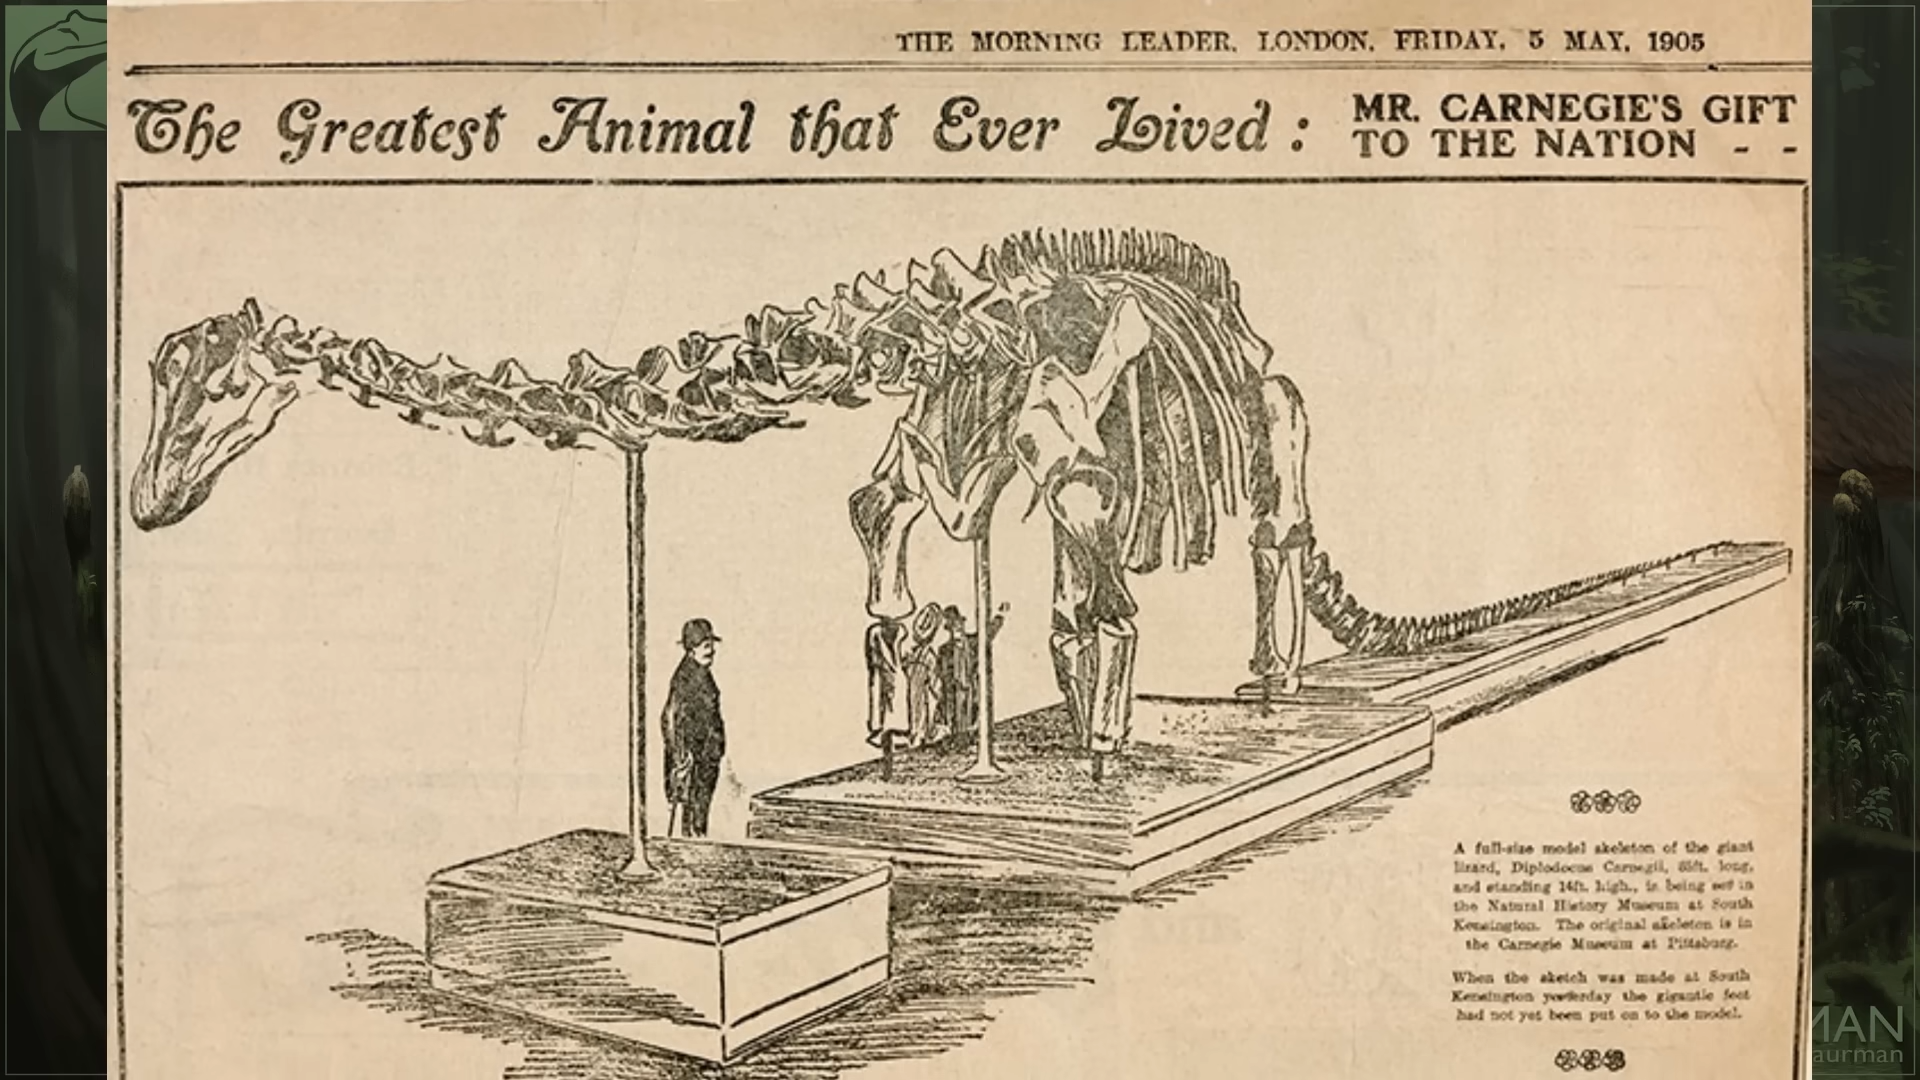 THE MORNING LEADER, LONDON, FRIDAY, 5 MAY, 1905
The Greatest Animal that Ever Lived :
MR. CARNEGIE'S GIFT
TO THE NATION - -
A full-size model skeleton of the giant
lizard, Diplodocus Carnegii, 85ft. long,
and standing 14ft. high., is being set in
the Natural History Museum at South
Kensington. The original skeleton is in
the Carnegie Museum at Pittsburg.
When the sketch was made at South
Kensington yesterday the gigantic feet
had not yet been put on to the model.
MAN
aurman